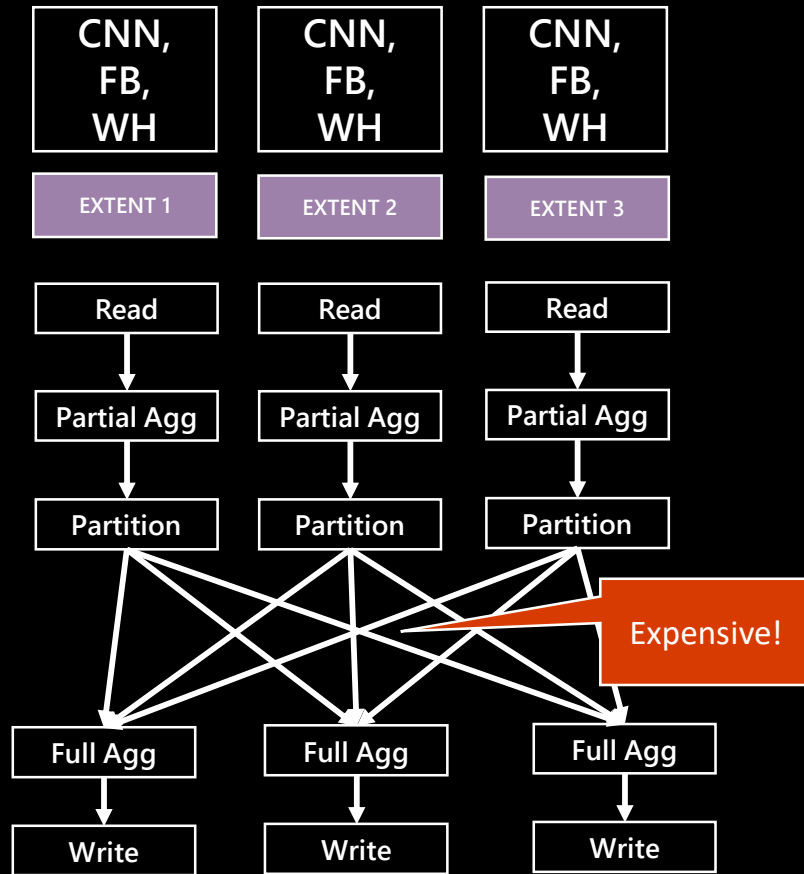 CNN,
FB,
WH
CNN,
FB,
WH
CNN,
FB,
WH
EXTENT 1
EXTENT 2
EXTENT 3
Read
Read
Read
Partial Agg
Partial Agg
Partial Agg
Partition
Partition
Partition
Expensive!
Full Agg
Full Agg
Full Agg
Write
Write
Write